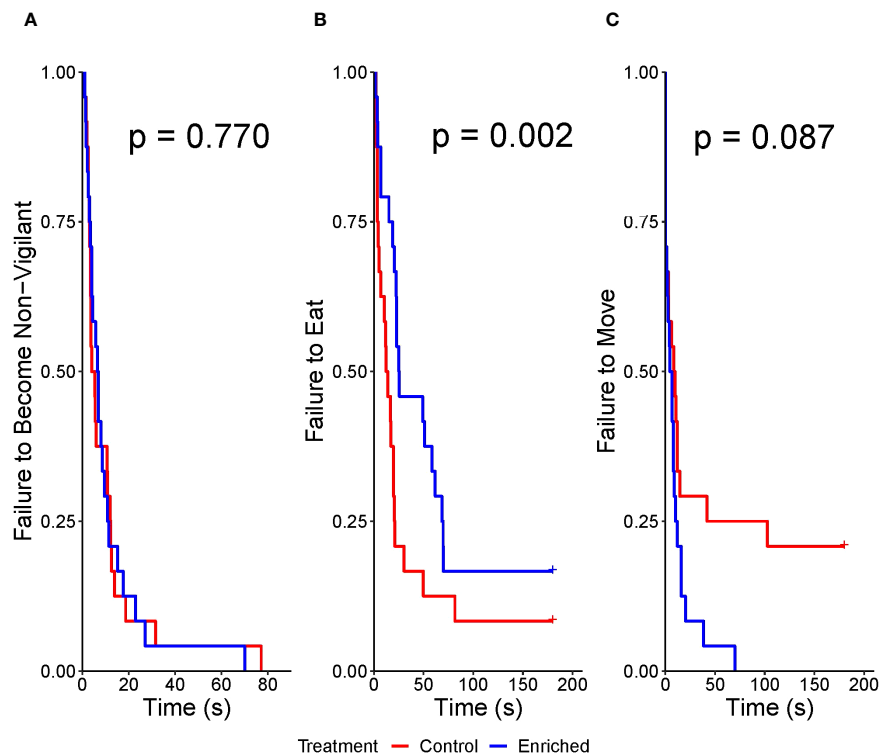 A
B
C
p = 0.770
p = 0.002
p = 0.087
Failure to Become Non−Vigilant
1.00
0.75
0.50
0.25
0.00
0 20 40 60 80
Time (s)
Failure to Eat
1.00
0.75
0.50
0.25
0.00
0 50 100 150 200
Time (s)
Failure to Move
1.00
0.75
0.50
0.25
0.00
0 50 100 150 200
Time (s)
Treatment Control Enriched